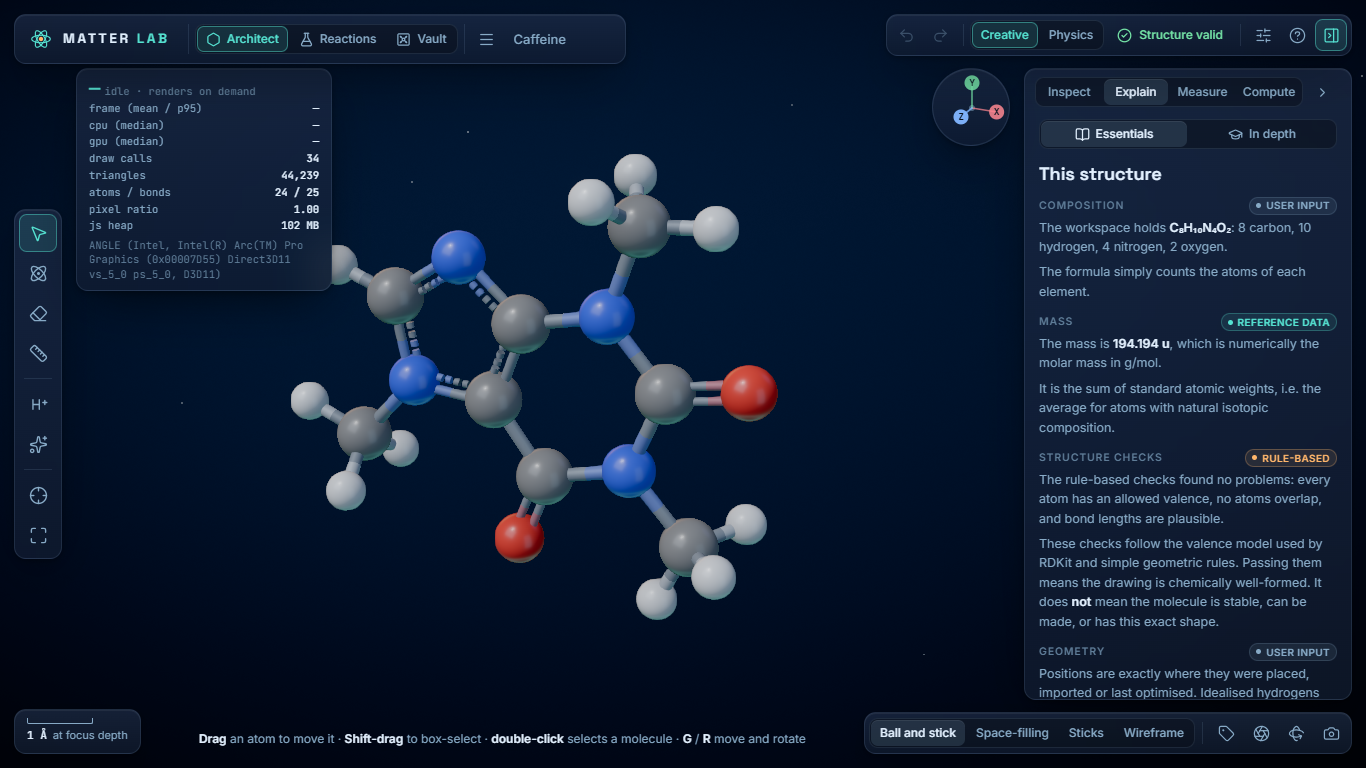 MATTER LAB
Architect
Reactions
Vault
Caffeine
Creative
Physics
Structure valid
idle · renders on demand
frame (mean / p95) —
cpu (median) —
gpu (median) —
draw calls 34
triangles 44,239
atoms / bonds 24 / 25
pixel ratio 1.00
js heap 102 MB
ANGLE (Intel, Intel(R) Arc(TM) Pro
Graphics (0x00007D55) Direct3D11
vs_5_0 ps_5_0, D3D11)
H+
Y
X
Z
Inspect
Explain
Measure
Compute
Essentials
In depth
This structure
COMPOSITION
USER INPUT
The workspace holds C₈H₁₀N₄O₂: 8 carbon, 10
hydrogen, 4 nitrogen, 2 oxygen.
The formula simply counts the atoms of each
element.
MASS
REFERENCE DATA
The mass is 194.194 u, which is numerically the
molar mass in g/mol.
It is the sum of standard atomic weights, i.e. the
average for atoms with natural isotopic
composition.
STRUCTURE CHECKS
RULE-BASED
The rule-based checks found no problems: every
atom has an allowed valence, no atoms overlap,
and bond lengths are plausible.
These checks follow the valence model used by
RDKit and simple geometric rules. Passing them
means the drawing is chemically well-formed. It
does not mean the molecule is stable, can be
made, or has this exact shape.
GEOMETRY
USER INPUT
Positions are exactly where they were placed,
imported or last optimised. Idealised hydrogens
1 Å at focus depth
Drag an atom to move it · Shift-drag to box-select · double-click selects a molecule · G / R move and rotate
Ball and stick
Space-filling
Sticks
Wireframe